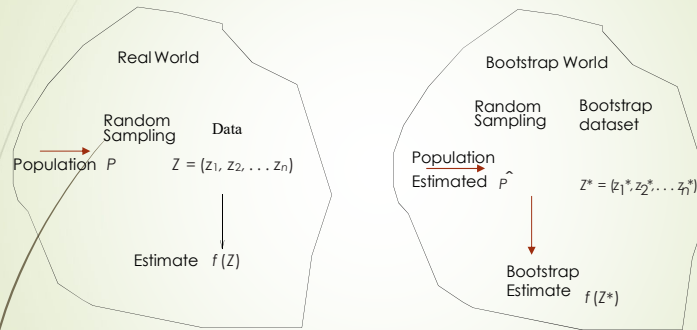 Real World
Random
Sampling
Data
Population P
Z = (z₁, z₂, . . . zₙ)
Estimate f (Z)
Bootstrap World
Random
Sampling
Bootstrap
dataset
Population
Estimated P̂
Z* = (z₁*, z₂*, . . . zₙ*)
Bootstrap
Estimate f (Z*)